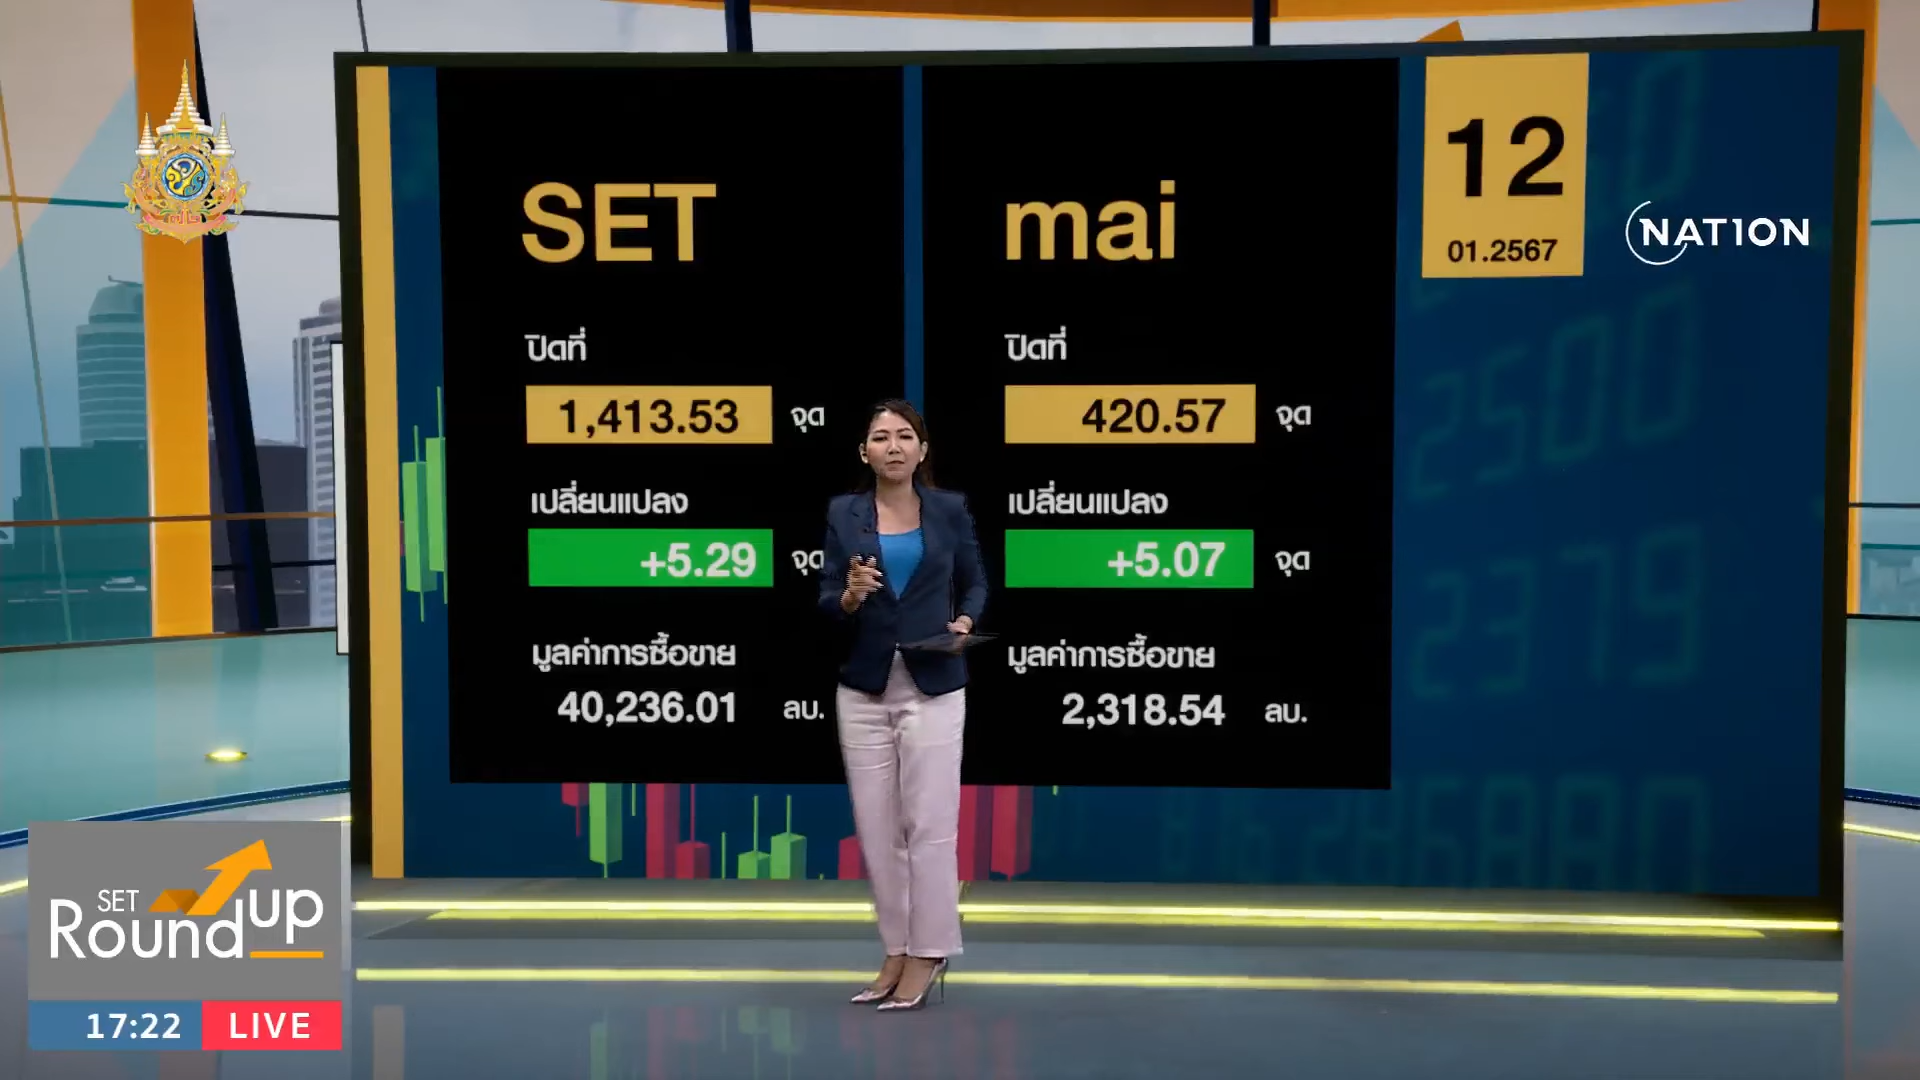 SET
ปิดที่
1,413.53 จุด
เปลี่ยนแปลง
+5.29 จุด
มูลค่าการซื้อขาย
40,236.01 ลบ.
mai
ปิดที่
420.57 จุด
เปลี่ยนแปลง
+5.07 จุด
มูลค่าการซื้อขาย
2,318.54 ลบ.
12
01.2567
NATION
2500
2379
SET
Roundup
17:22 LIVE